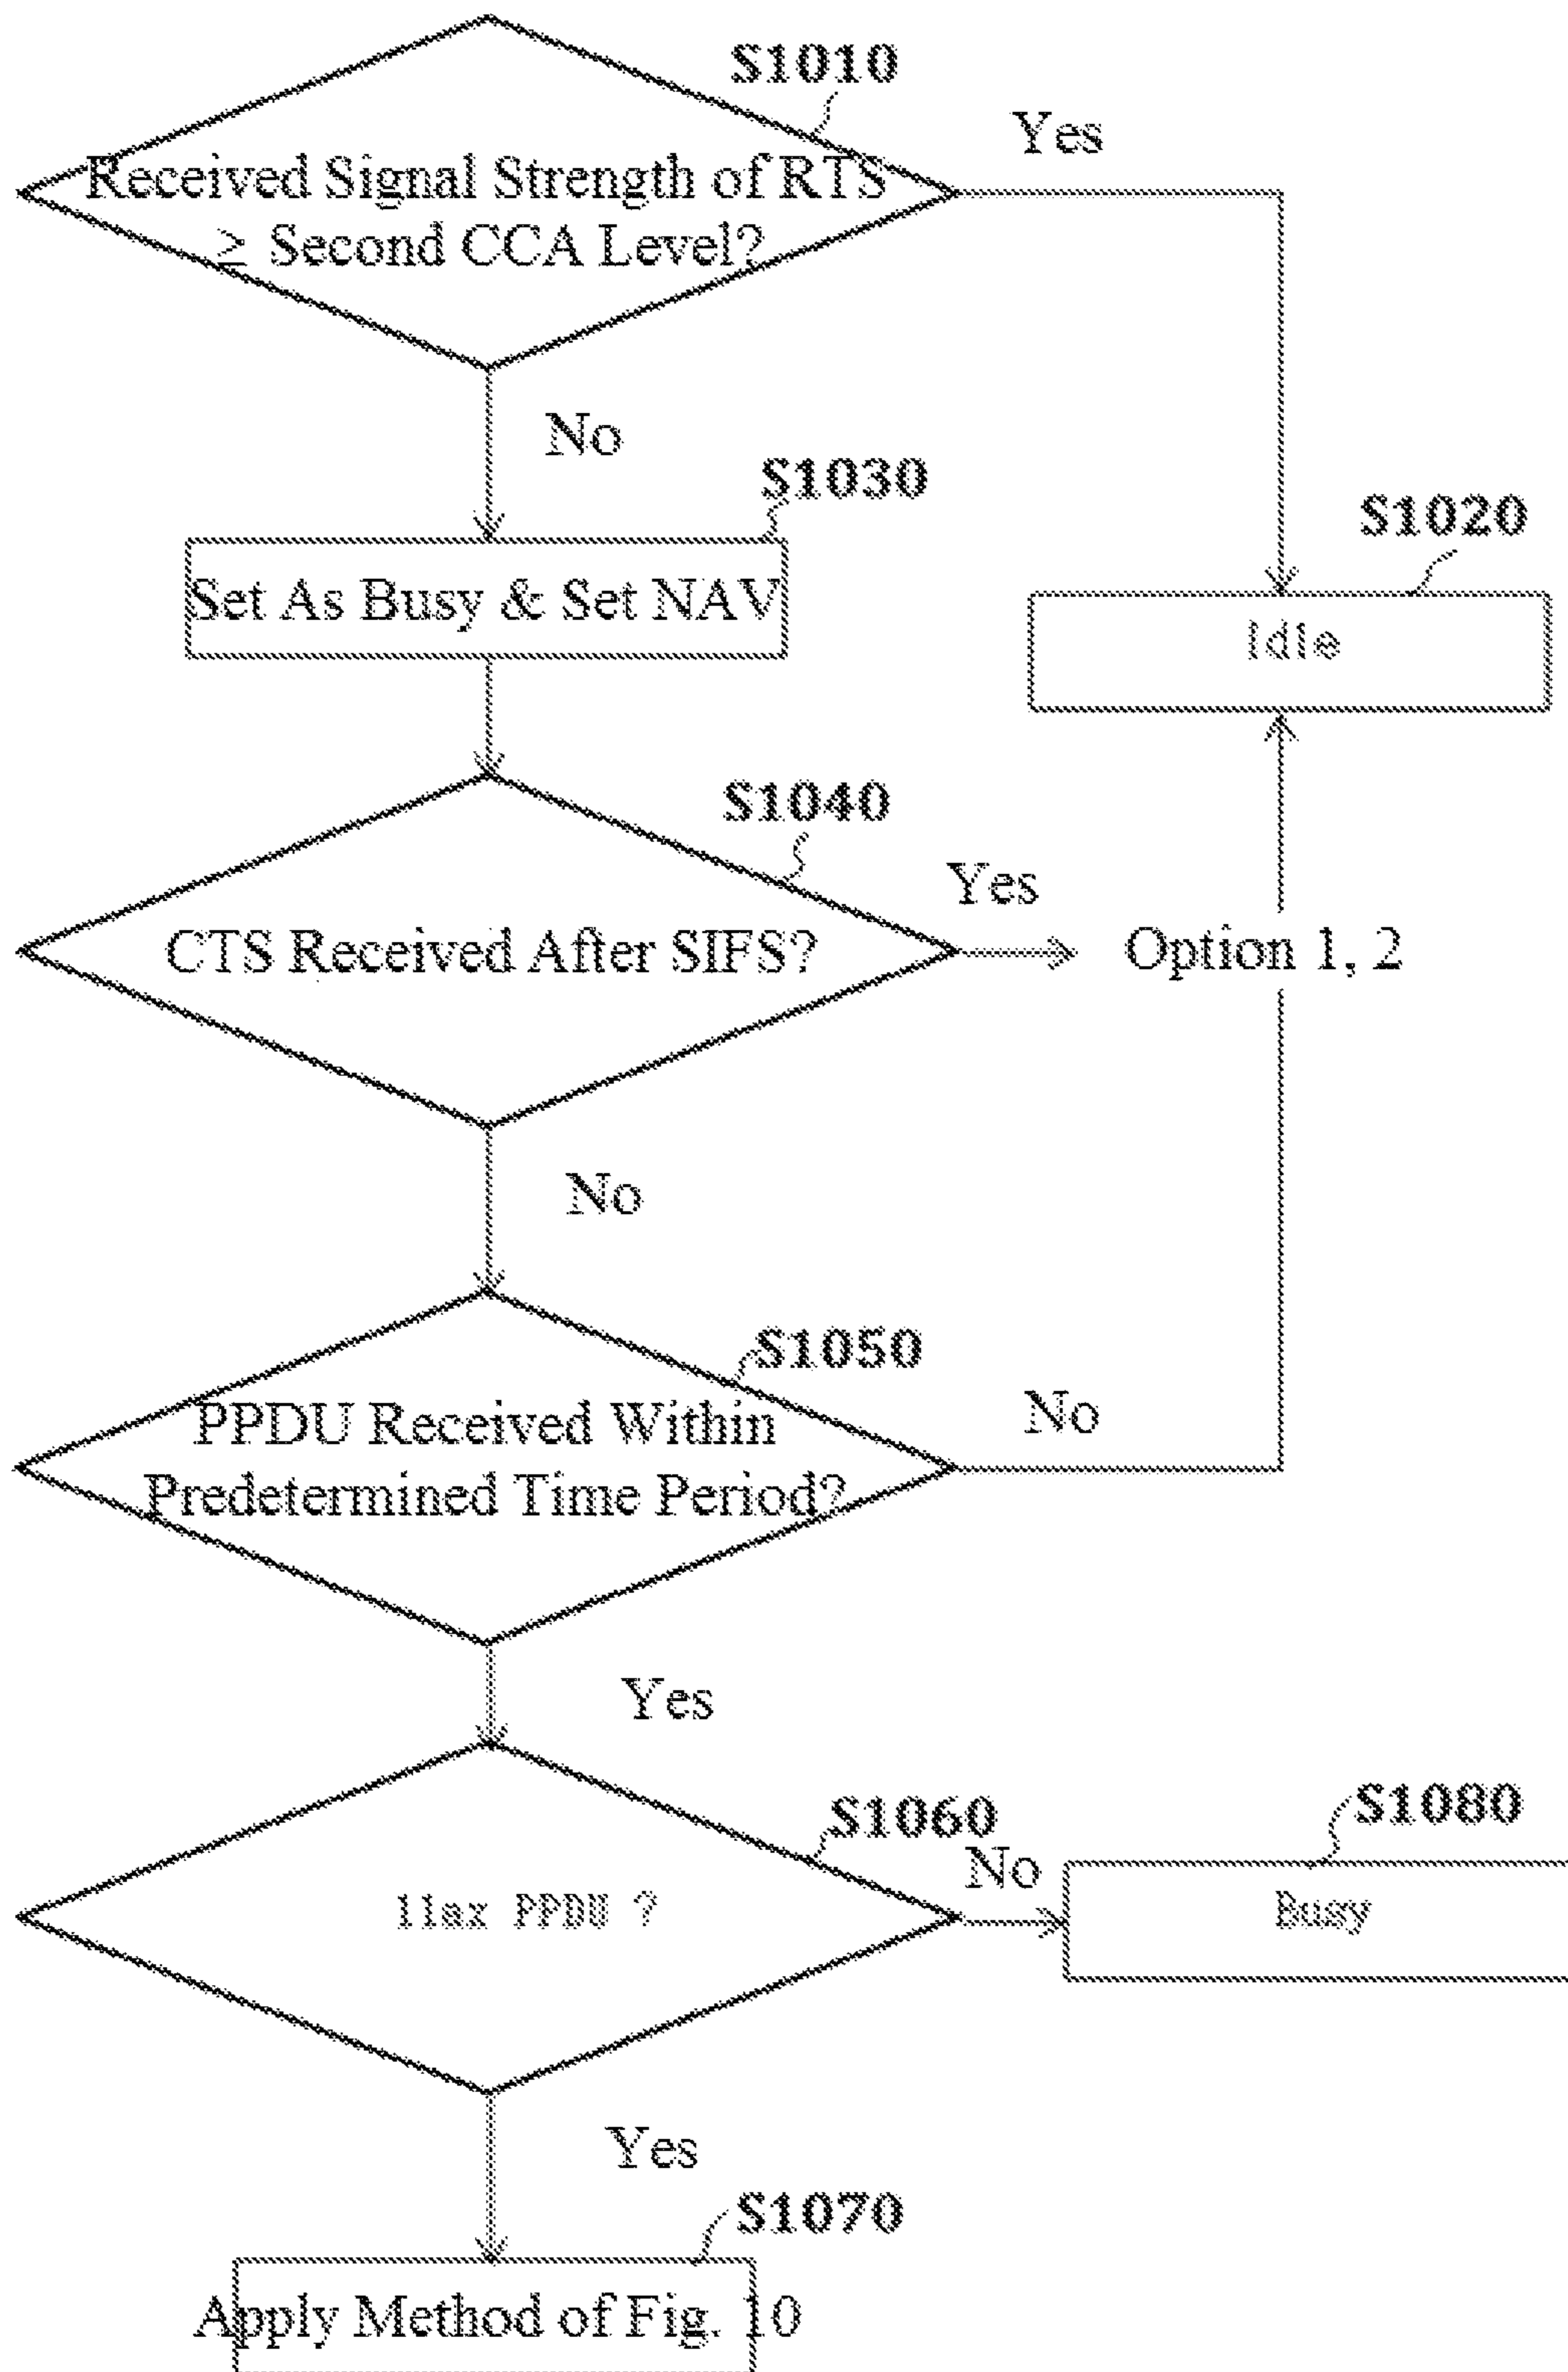 S1010
Yes
Received Signal Strength of RTS
≥ Second CCA Level?
No
S1030
S1020
Set As Busy & Set NAV
Idle
S1040
Yes
CTS Received After SIFS?
Option 1, 2
No
S1050
PPDU Received Within
No
Predetermined Time Period?
Yes
S1060
S1080
No
11ax PPDU ?
Busy
Yes
S1070
Apply Method of Fig. 10